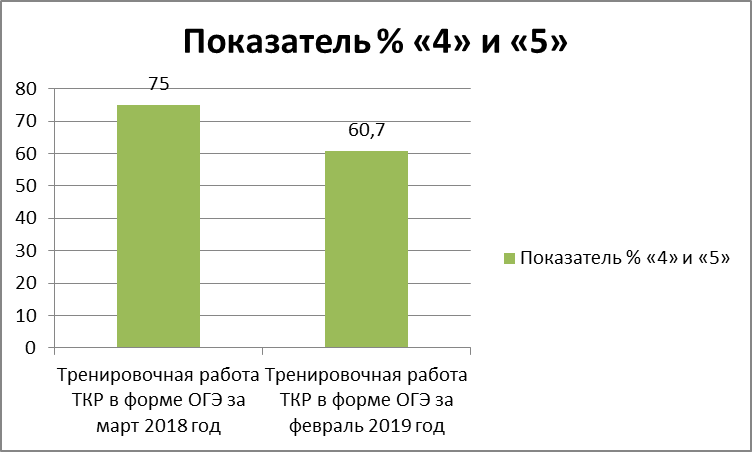 Показатель % «4» и «5»
80
70
60
50
40
30
20
10
0
75
60,7
Тренировочная работа
ТКР в форме ОГЭ за
март 2018 год
Тренировочная работа
ТКР в форме ОГЭ за
февраль 2019 год
Показатель % «4» и «5»